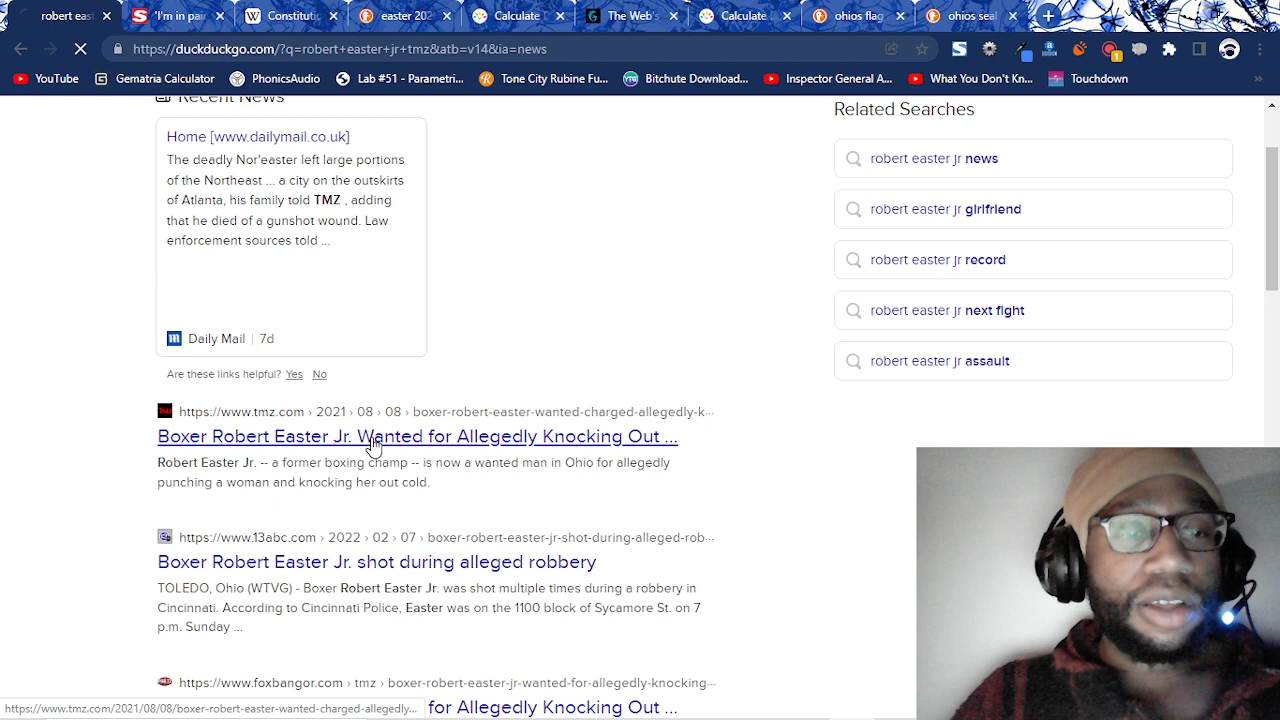 robert east
'I'm in pai
Constitutio
easter 202
Calculate D
The Web's
Calculate D
ohios flag
ohios seal
https://duckduckgo.com/?q=robert+easter+jr+tmz&atb=v14&ia=news
YouTube
Gematria Calculator
PhonicsAudio
Lab #51 - Parametri...
Tone City Rubine Fu...
Bitchute Download...
Inspector General A...
What You Don't Kn...
Touchdown
Recent News
Home [www.dailymail.co.uk]
The deadly Nor'easter left large portions
of the Northeast ... a city on the outskirts
of Atlanta, his family told TMZ , adding
that he died of a gunshot wound. Law
enforcement sources told ...
Daily Mail | 7d
Are these links helpful? Yes No
https://www.tmz.com › 2021 › 08 › 08 › boxer-robert-easter-wanted-charged-allegedly-k...
Boxer Robert Easter Jr. Wanted for Allegedly Knocking Out ...
Robert Easter Jr. -- a former boxing champ -- is now a wanted man in Ohio for allegedly
punching a woman and knocking her out cold.
https://www.13abc.com › 2022 › 02 › 07 › boxer-robert-easter-jr-shot-during-alleged-rob...
Boxer Robert Easter Jr. shot during alleged robbery
TOLEDO, Ohio (WTVG) - Boxer Robert Easter Jr. was shot multiple times during a robbery in
Cincinnati. According to Cincinnati Police, Easter was on the 1100 block of Sycamore St. on 7
p.m. Sunday ...
https://www.foxbangor.com › tmz › boxer-robert-easter-jr-wanted-for-allegedly-knocking...
for Allegedly Knocking Out ...
https://www.tmz.com/2021/08/08/boxer-robert-easter-wanted-charged-allegedly...
Related Searches
robert easter jr news
robert easter jr girlfriend
robert easter jr record
robert easter jr next fight
robert easter jr assault